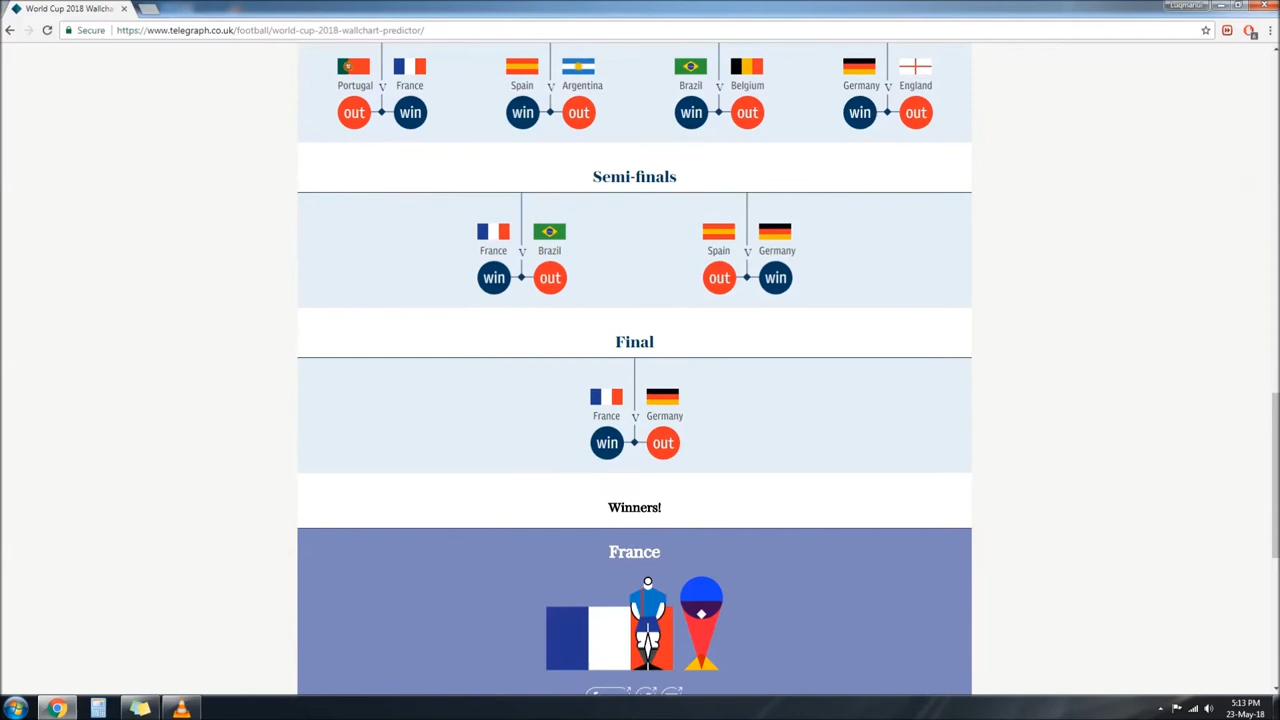 World Cup 2018 Wallcha
Luqmanul
Secure https://www.telegraph.co.uk/football/world-cup-2018-wallchart-predictor/
Portugal V France Spain V Argentina Brazil V Belgium Germany V England
out win win out win out win out
Semi-finals
France V Brazil Spain V Germany
win out out win
Final
France V Germany
win out
Winners!
France
5:13 PM
23-May-18